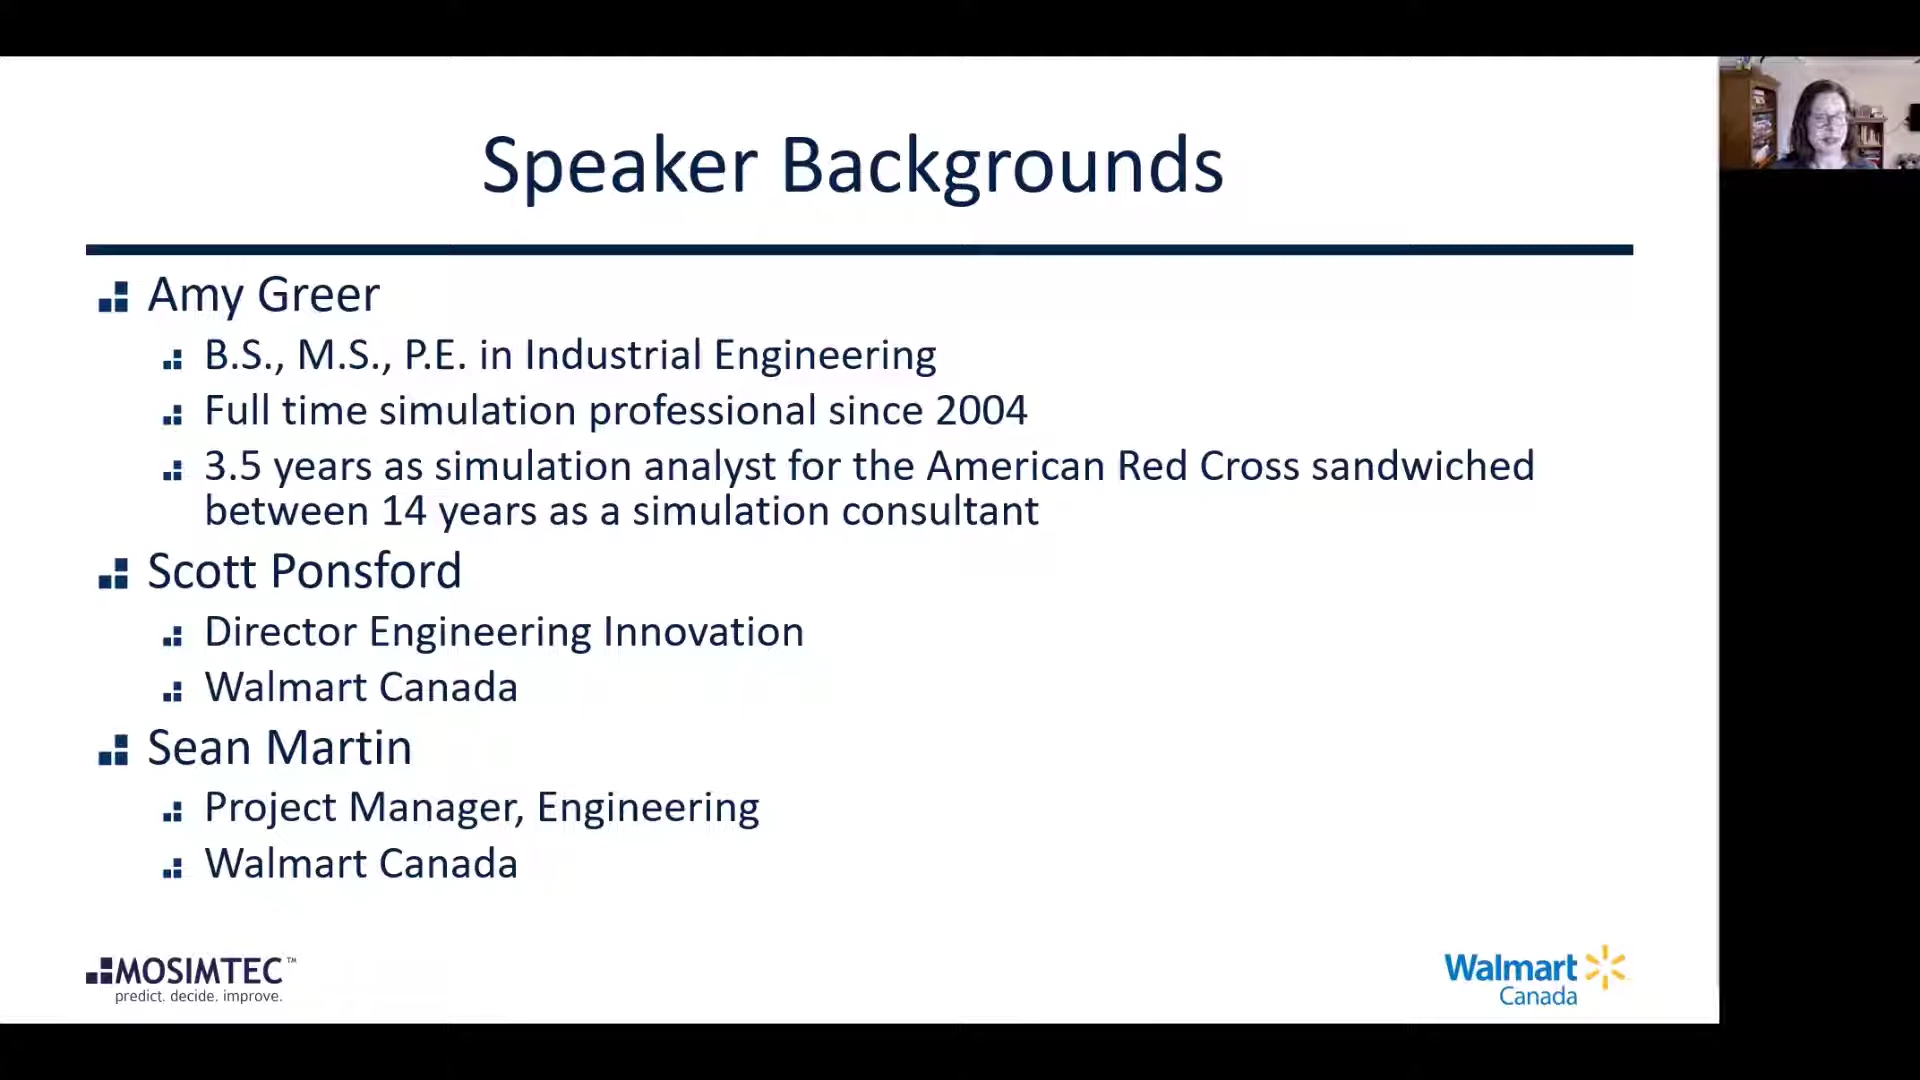 Speaker Backgrounds
Amy Greer
B.S., M.S., P.E. in Industrial Engineering
Full time simulation professional since 2004
3.5 years as simulation analyst for the American Red Cross sandwiched
between 14 years as a simulation consultant
Scott Ponsford
Director Engineering Innovation
Walmart Canada
Sean Martin
Project Manager, Engineering
Walmart Canada
MOSIMTEC™
predict. decide. improve.
Walmart
Canada